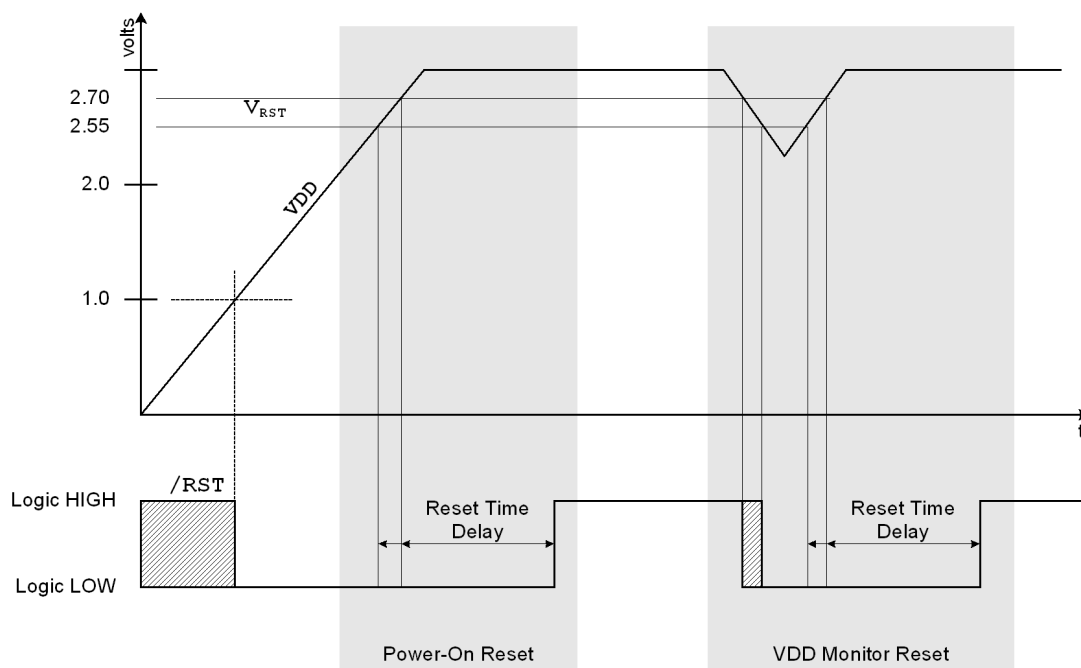 volts
2.70
V_RST
2.55
2.0
VDD
1.0
t
/RST
Logic HIGH
Reset Time
Delay
Reset Time
Delay
Logic LOW
Power-On Reset
VDD Monitor Reset